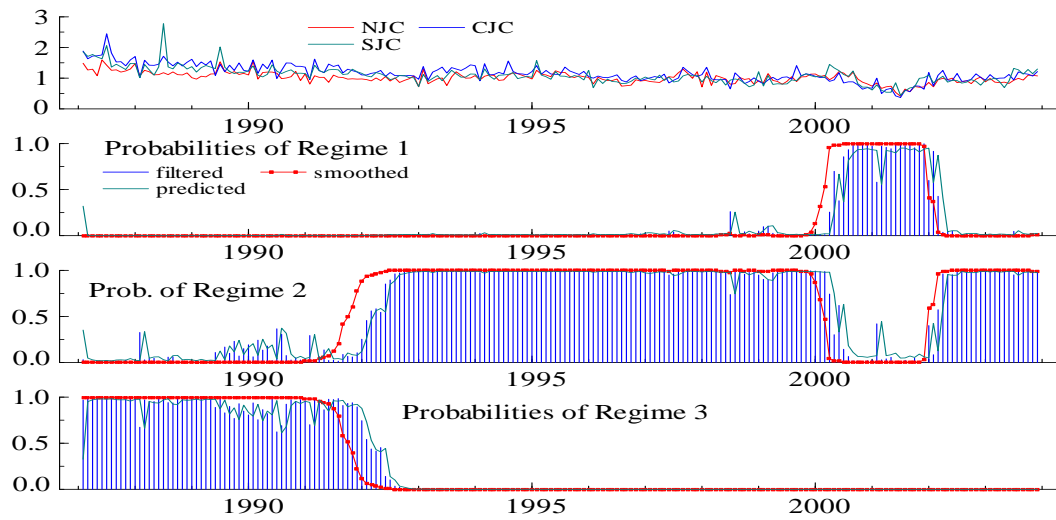 3
2
1
0
NJC CJC
SJC
1990 1995 2000
1.0
0.5
0.0
Probabilities of Regime 1
filtered smoothed
predicted
1990 1995 2000
1.0
0.5
0.0
Prob. of Regime 2
1990 1995 2000
1.0
0.5
0.0
Probabilities of Regime 3
1990 1995 2000